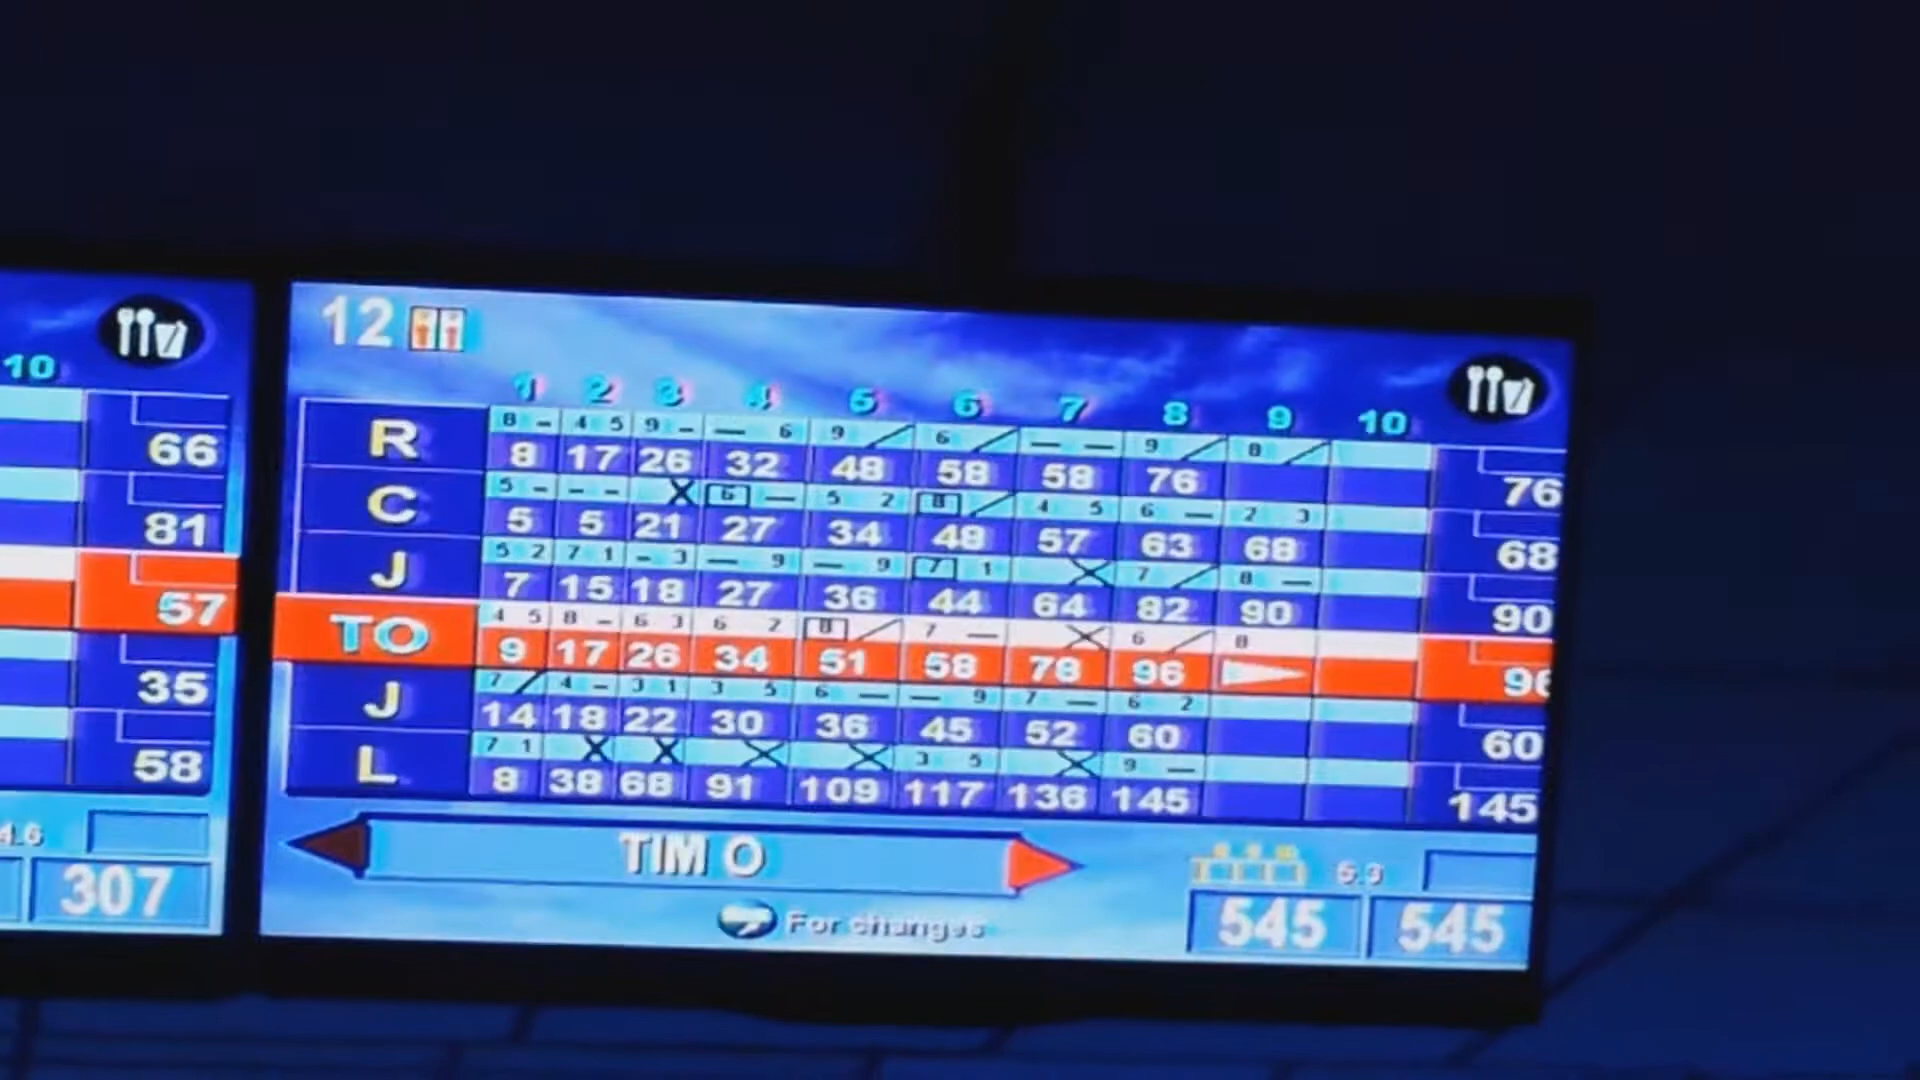 10
66
81
57
35
58
4.6
307
12
1 2 3 4 5 6 7 8 9 10
8 - 4 5 9 - - 6 9 / 6 / - - 9 / 8 /
R 8 17 26 32 48 58 58 76 76
5 - - - X 6 - 5 2 8 / 4 5 6 - 2 3
C 5 5 21 27 34 48 57 63 68 68
5 2 7 1 - 3 - 9 - 9 7 1 X 7 / 8 -
J 7 15 18 27 36 44 64 82 90 90
4 5 8 - 6 3 6 2 8 / 7 - X 6 / 8
TO 9 17 26 34 51 58 78 96 96
7 / 4 - 3 1 3 5 6 - - 9 7 - 6 2
J 14 18 22 30 36 45 52 60 60
7 1 X X X X 3 5 X 9 -
L 8 38 68 91 109 117 136 145 145
TIM O
5.9
For changes
545 545